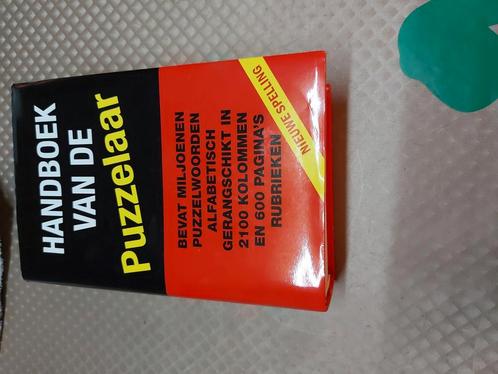 HANDBOEK
VAN DE
Puzzelaar
BEVAT MILJOENEN
PUZZELWOORDEN
ALFABETISCH
GERANGSCHIKT IN
2100 KOLOMMEN
EN 600 PAGINA'S
RUBRIEKEN
NIEUWE SPELLING